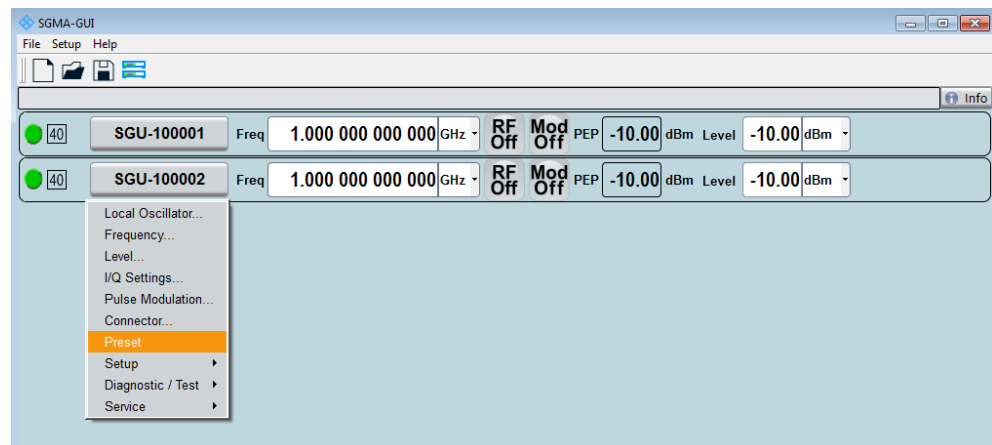 SGMA-GUI
File Setup Help
Info
40 SGU-100001 Freq 1.000 000 000 000 GHz RF Off Mod Off PEP -10.00 dBm Level -10.00 dBm
40 SGU-100002 Freq 1.000 000 000 000 GHz RF Off Mod Off PEP -10.00 dBm Level -10.00 dBm
Local Oscillator...
Frequency...
Level...
I/Q Settings...
Pulse Modulation...
Connector...
Preset
Setup
Diagnostic / Test
Service